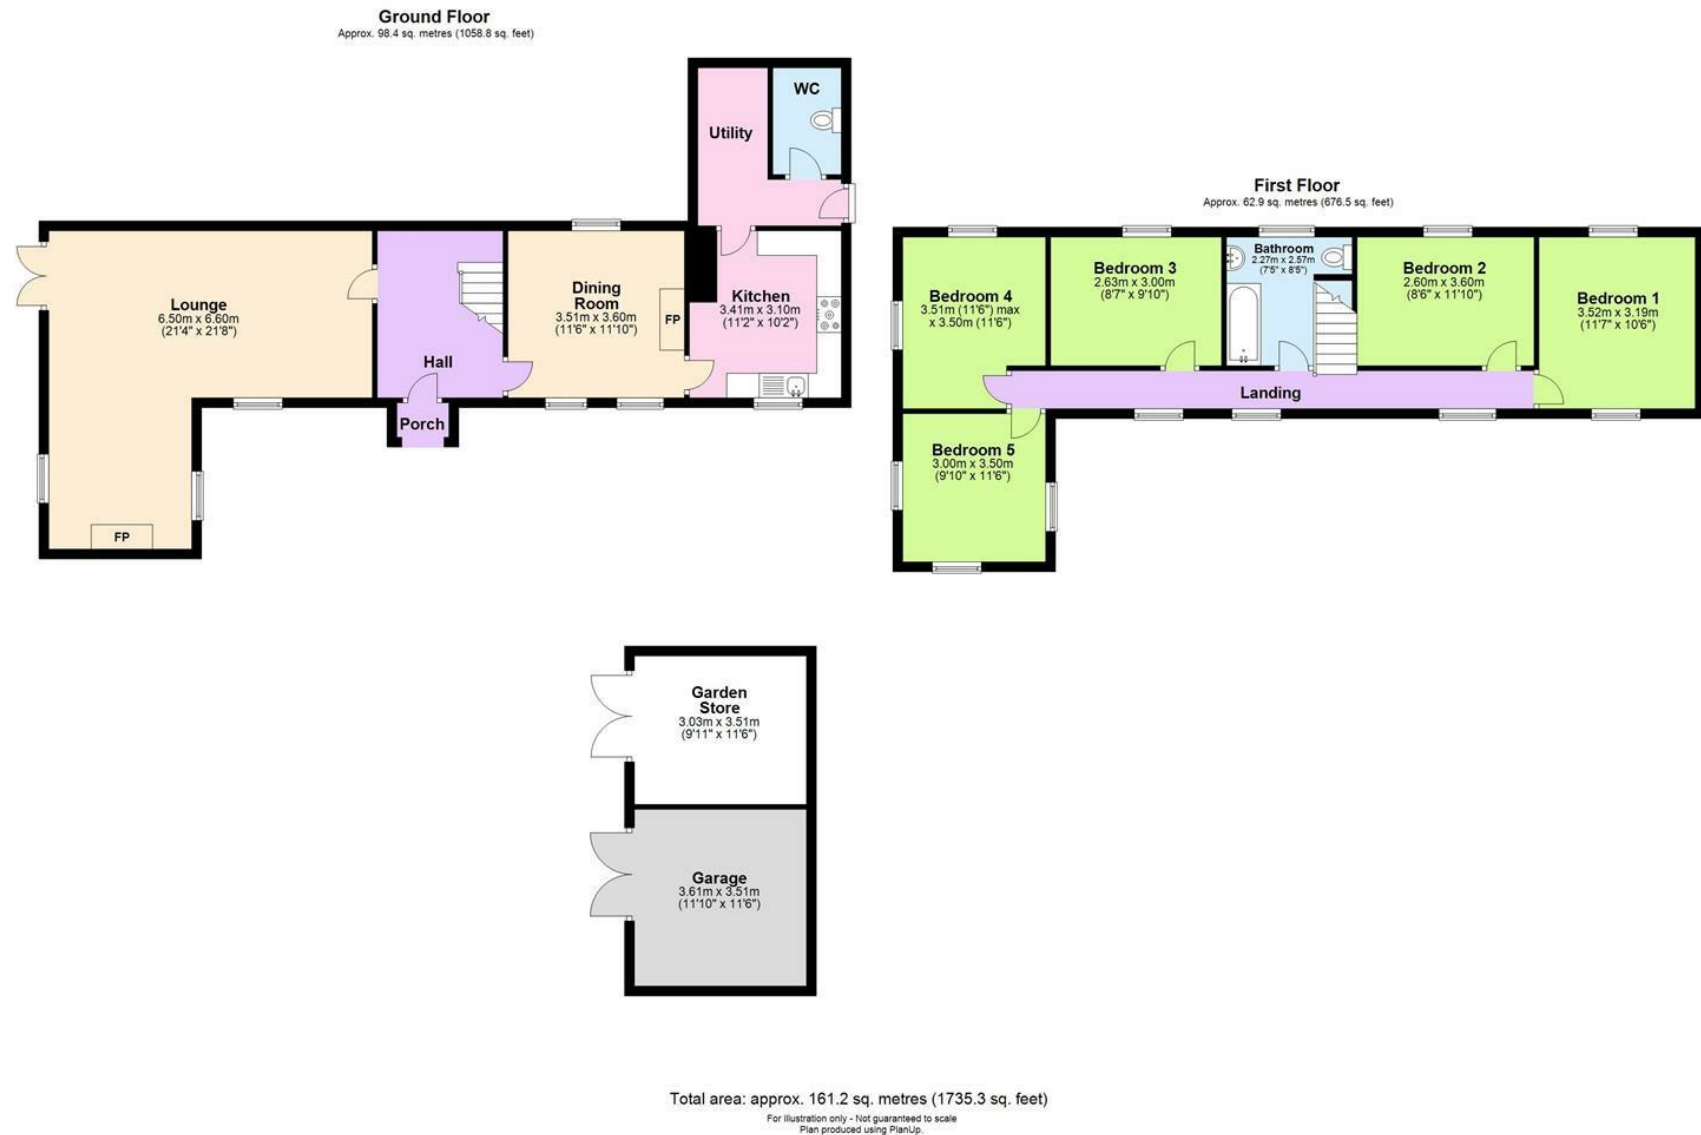 Ground Floor
Approx. 98.4 sq. metres (1058.8 sq. feet)
WC
Utility
Lounge
6.50m x 6.60m
(21'4" x 21'8")
Hall
Porch
Dining
Room
3.51m x 3.60m
(11'6" x 11'10")
FP
Kitchen
3.41m x 3.10m
(11'2" x 10'2")
FP
First Floor
Approx. 62.9 sq. metres (676.5 sq. feet)
Bedroom 4
3.51m (11'6") max
x 3.50m (11'6")
Bedroom 3
2.63m x 3.00m
(8'7" x 9'10")
Bathroom
2.27m x 2.57m
(7'5" x 8'5")
Bedroom 2
2.60m x 3.60m
(8'6" x 11'10")
Bedroom 1
3.52m x 3.19m
(11'7" x 10'6")
Landing
Bedroom 5
3.00m x 3.50m
(9'10" x 11'6")
Garden
Store
3.03m x 3.51m
(9'11" x 11'6")
Garage
3.61m x 3.51m
(11'10" x 11'6")
Total area: approx. 161.2 sq. metres (1735.3 sq. feet)
For illustration only - Not guaranteed to scale
Plan produced using PlanUp.